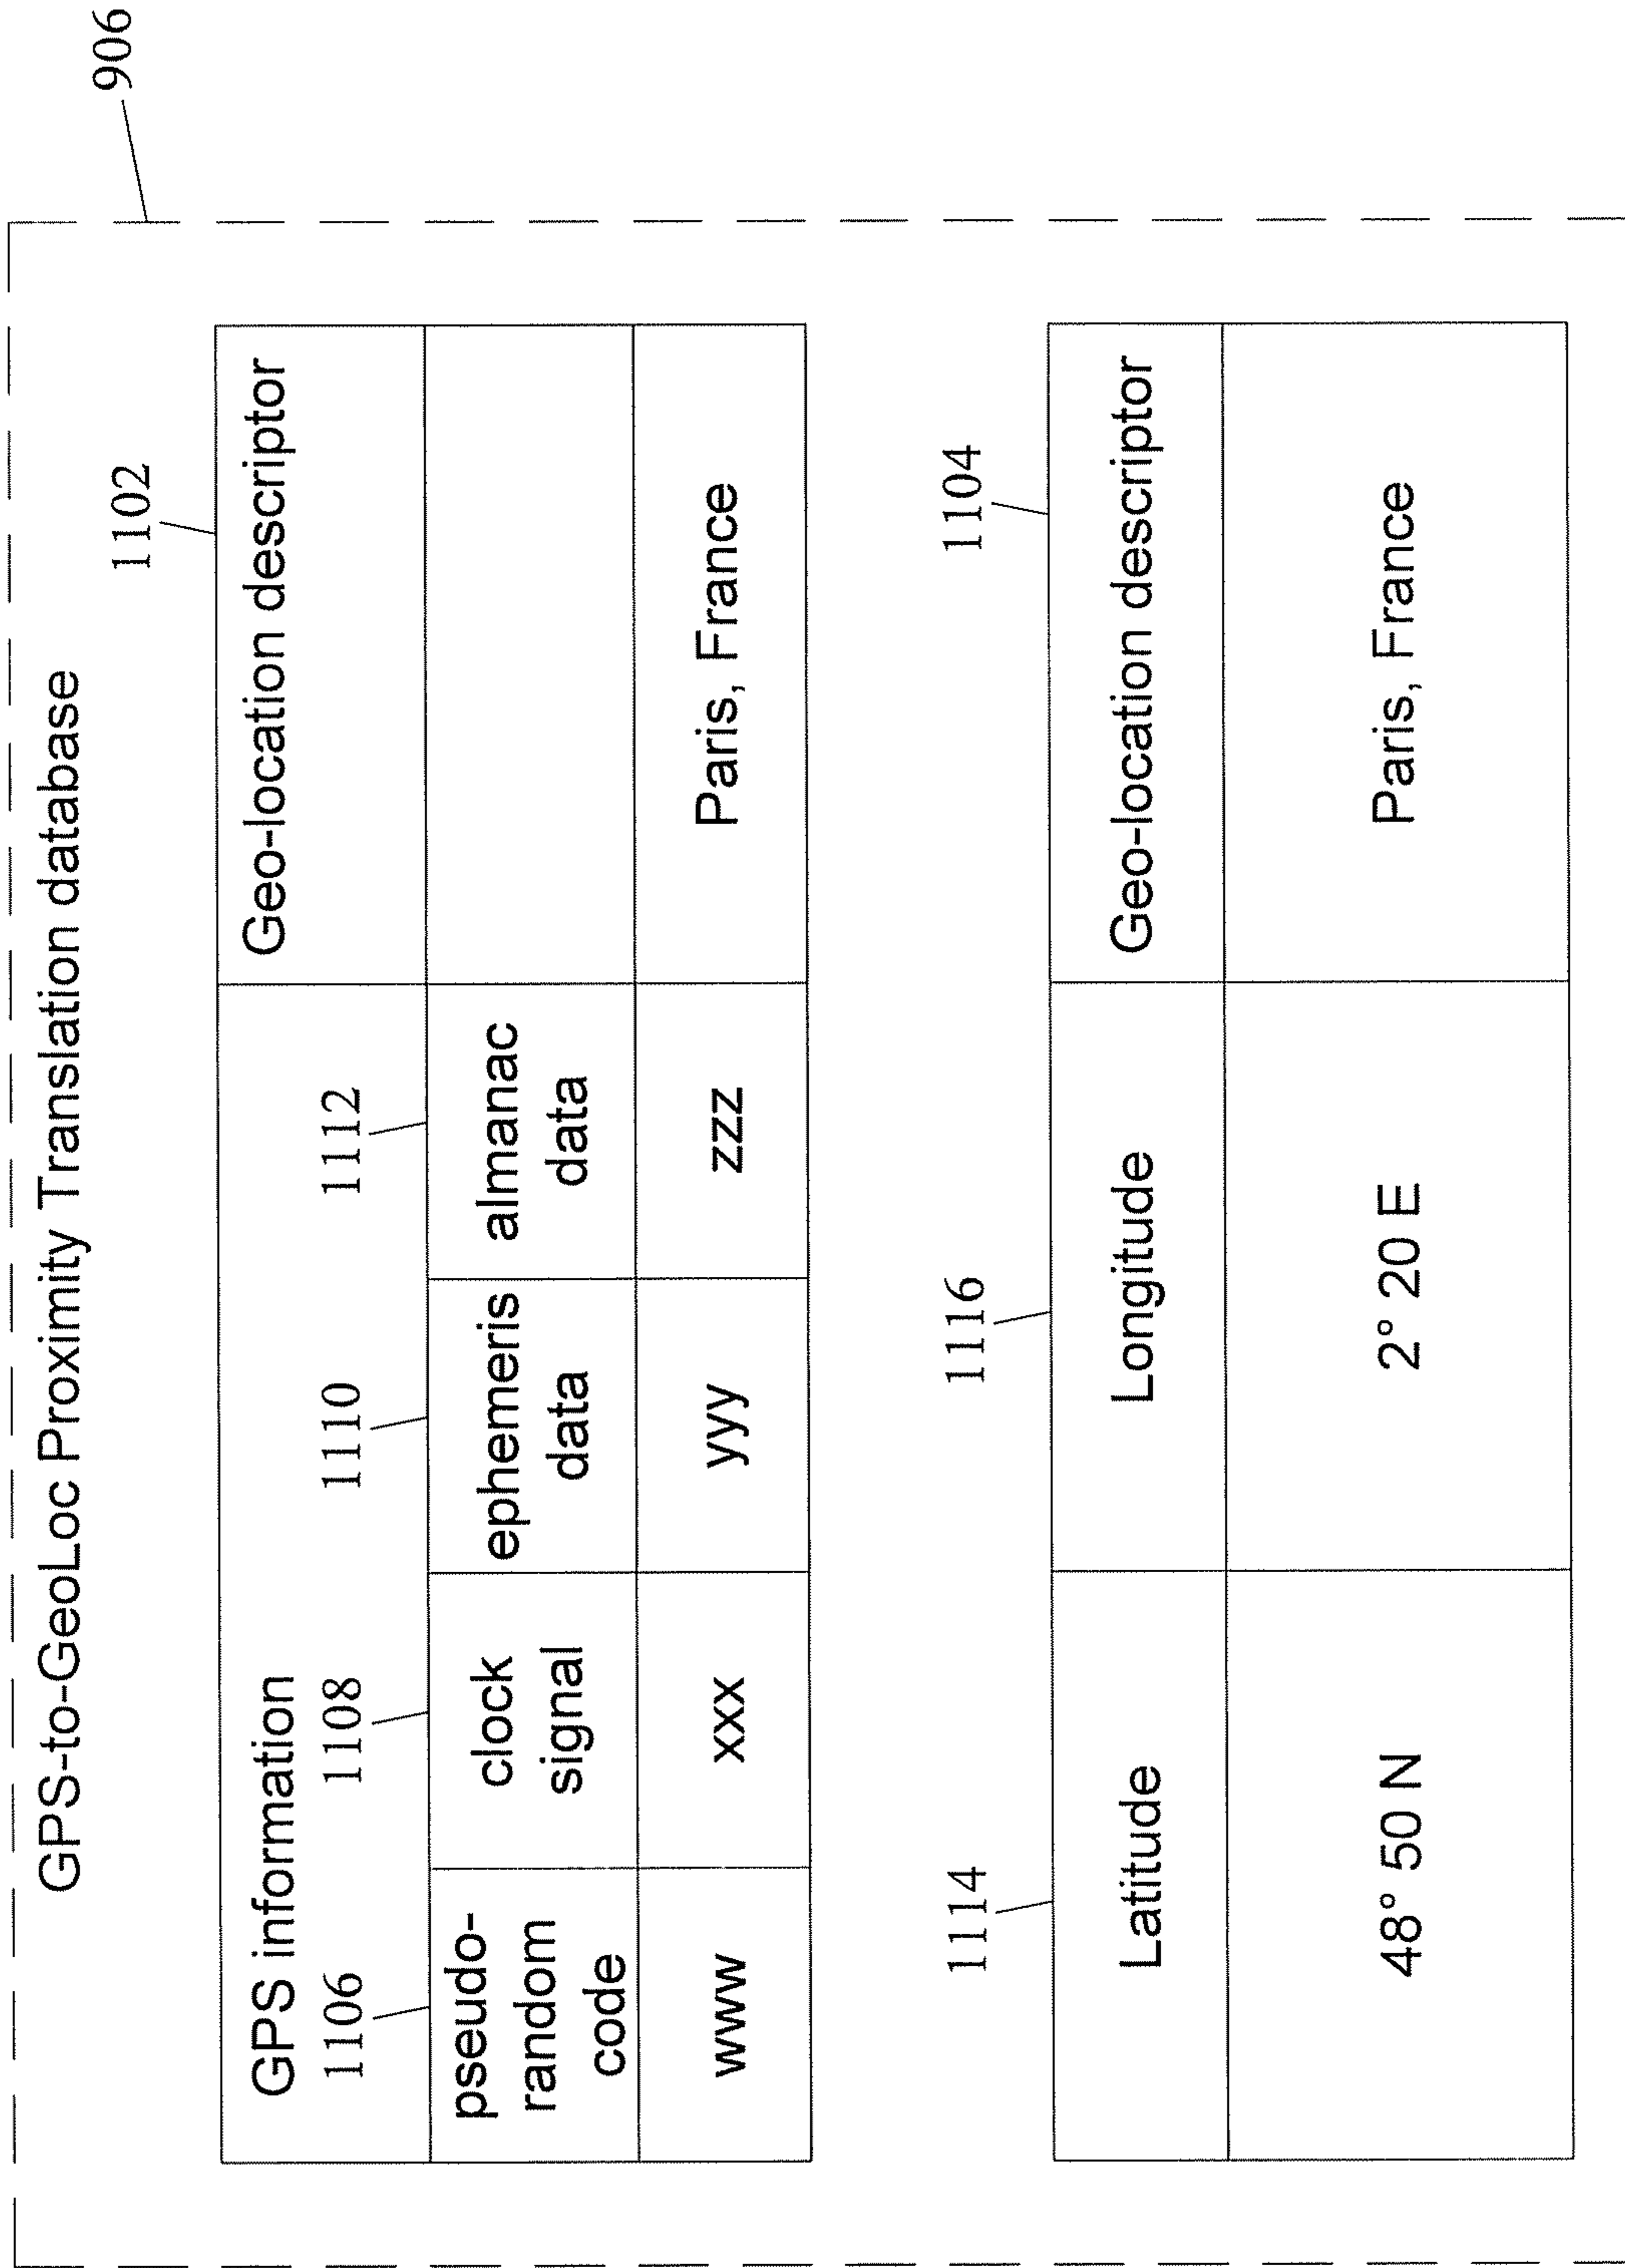 906
GPS-to-GeoLoc Proximity Translation database
1102
GPS information
Geo-location descriptor
1106
1108
1110
1112
pseudo-
random
code
clock
signal
ephemeris
data
almanac
data
www
xxx
yyy
zzz
Paris, France
1114
1116
1104
Latitude
Longitude
Geo-location descriptor
48° 50 N
2° 20 E
Paris, France